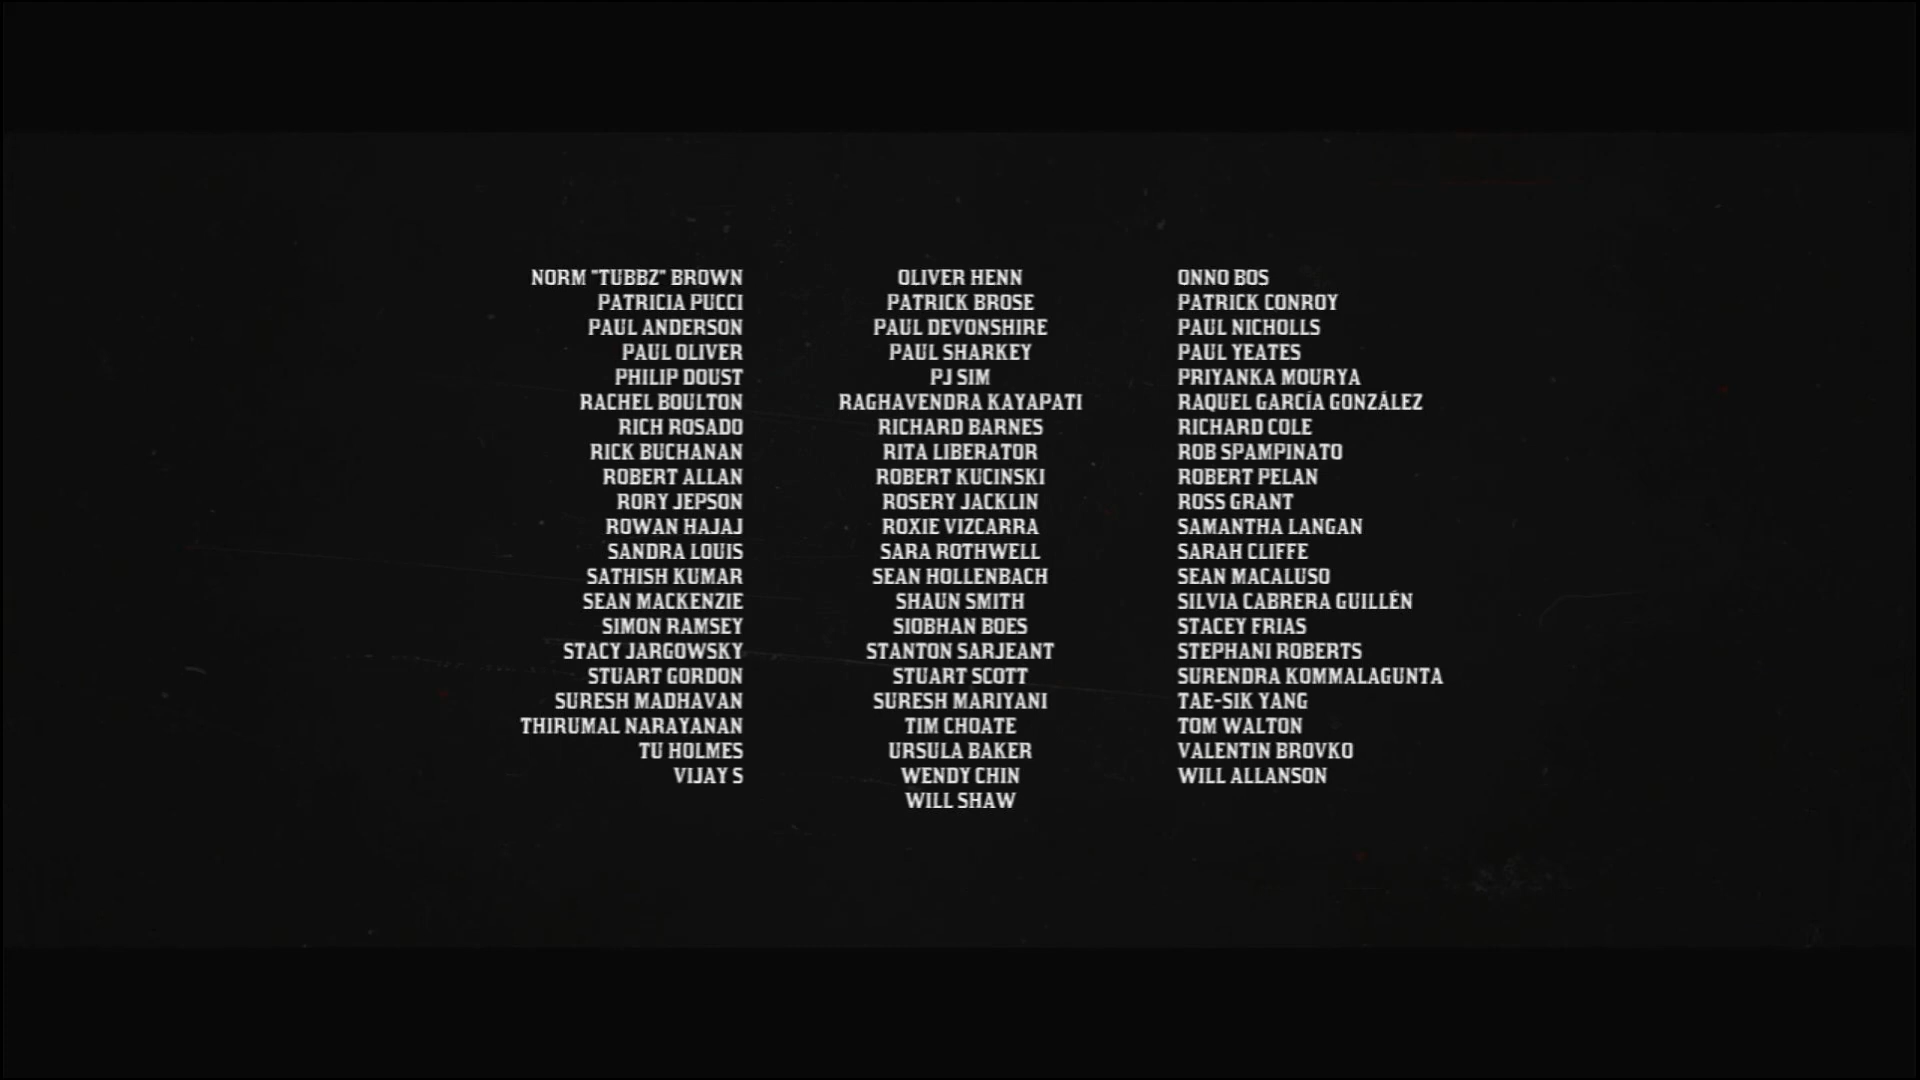 NORM "TUBBZ" BROWN OLIVER HENN ONNO BOS
PATRICIA PUCCI PATRICK BROSE PATRICK CONROY
PAUL ANDERSON PAUL DEVONSHIRE PAUL NICHOLLS
PAUL OLIVER PAUL SHARKEY PAUL YEATES
PHILIP DOUST PJ SIM PRIYANKA MOURYA
RACHEL BOULTON RAGHAVENDRA KAYAPATI RAQUEL GARCÍA GONZÁLEZ
RICH ROSADO RICHARD BARNES RICHARD COLE
RICK BUCHANAN RITA LIBERATOR ROB SPAMPINATO
ROBERT ALLAN ROBERT KUCINSKI ROBERT PELAN
RORY JEPSON ROSERY JACKLIN ROSS GRANT
ROWAN HAJAJ ROXIE VIZCARRA SAMANTHA LANGAN
SANDRA LOUIS SARA ROTHWELL SARAH CLIFFE
SATHISH KUMAR SEAN HOLLENBACH SEAN MACALUSO
SEAN MACKENZIE SHAUN SMITH SILVIA CABRERA GUILLÉN
SIMON RAMSEY SIOBHAN BOES STACEY FRIAS
STACY JARGOWSKY STANTON SARJEANT STEPHANI ROBERTS
STUART GORDON STUART SCOTT SURENDRA KOMMALAGUNTA
SURESH MADHAVAN SURESH MARIYANI TAE-SIK YANG
THIRUMAL NARAYANAN TIM CHOATE TOM WALTON
TU HOLMES URSULA BAKER VALENTIN BROVKO
VIJAY S WENDY CHIN WILL ALLANSON
WILL SHAW